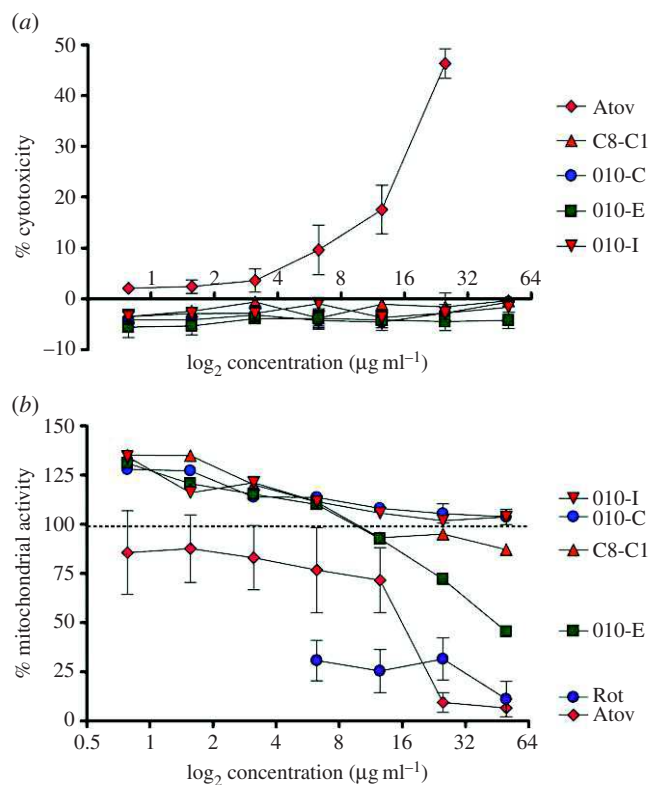 (a)
50
40
30
20
10
0
–10
% cytotoxicity
1 2 4 8 16 32 64
log2 concentration (µg ml–1)
Atov
C8-C1
010-C
010-E
010-I
(b)
150
125
100
75
50
25
0
% mitochondrial activity
0.5 1 2 4 8 16 32 64
log2 concentration (µg ml–1)
010-I
010-C
C8-C1
010-E
Rot
Atov